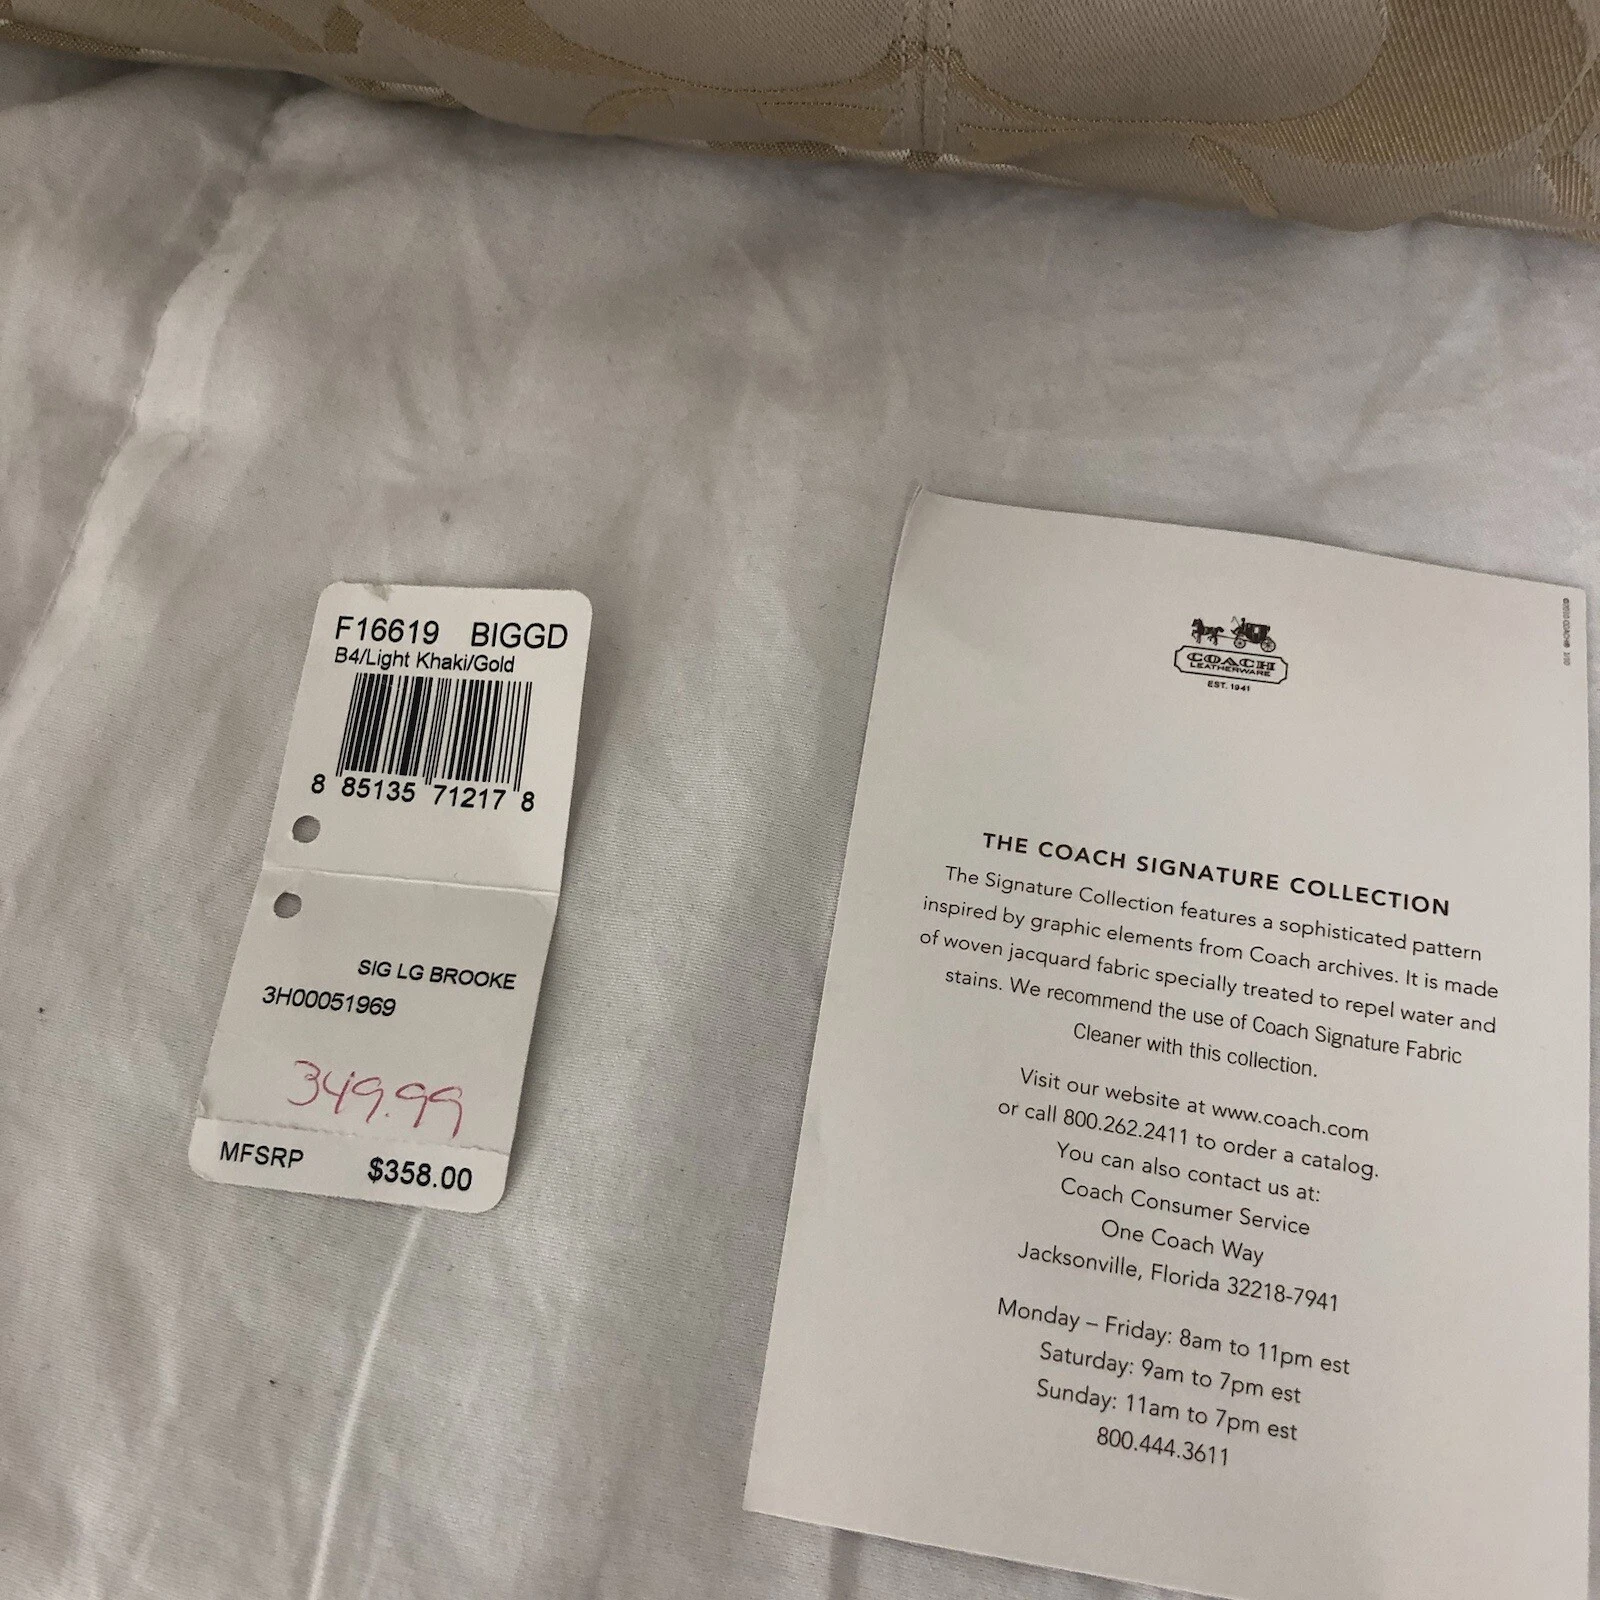 F16619 BIGGD
B4/Light Khaki/Gold
8 85135 71217 8
SIG LG BROOKE
3H00051969
349.99
MFSRP $358.00
COACH
LEATHERWARE
EST. 1941
THE COACH SIGNATURE COLLECTION
The Signature Collection features a sophisticated pattern
inspired by graphic elements from Coach archives. It is made
of woven jacquard fabric specially treated to repel water and
stains. We recommend the use of Coach Signature Fabric
Cleaner with this collection.
Visit our website at www.coach.com
or call 800.262.2411 to order a catalog.
You can also contact us at:
Coach Consumer Service
One Coach Way
Jacksonville, Florida 32218-7941
Monday – Friday: 8am to 11pm est
Saturday: 9am to 7pm est
Sunday: 11am to 7pm est
800.444.3611